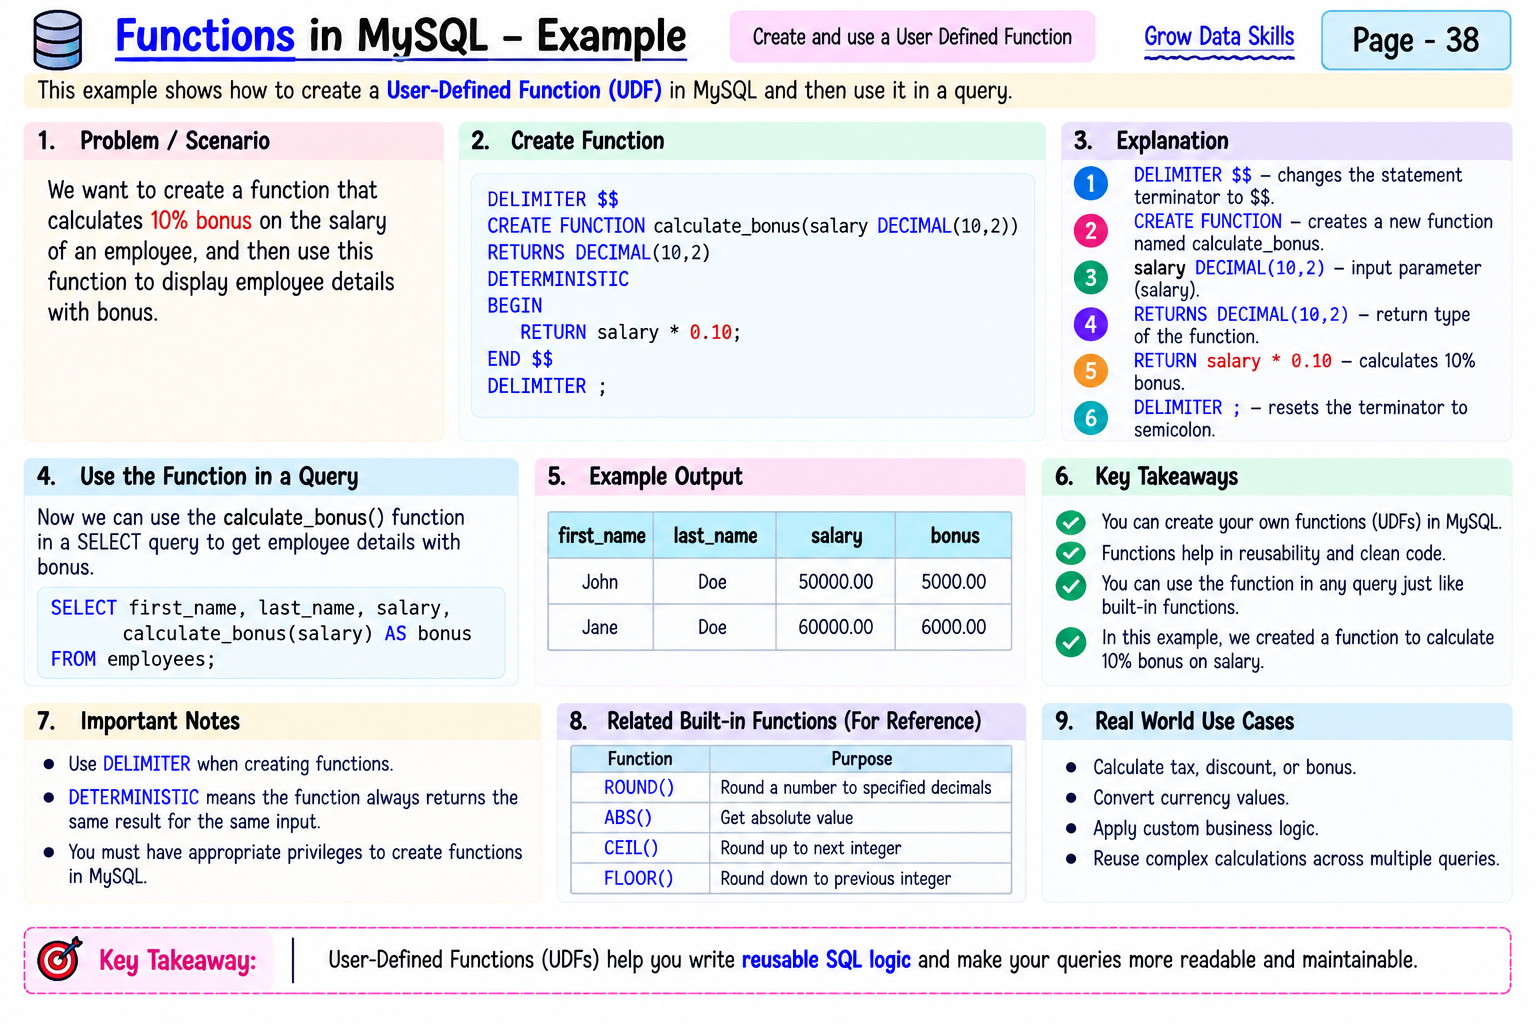 Functions in MySQL – Example
Create and use a User Defined Function
Grow Data Skills
Page - 38
This example shows how to create a User-Defined Function (UDF) in MySQL and then use it in a query.
1. Problem / Scenario
We want to create a function that
calculates 10% bonus on the salary
of an employee, and then use this
function to display employee details
with bonus.
2. Create Function
DELIMITER $$
CREATE FUNCTION calculate_bonus(salary DECIMAL(10,2))
RETURNS DECIMAL(10,2)
DETERMINISTIC
BEGIN
RETURN salary * 0.10;
END $$
DELIMITER ;
3. Explanation
1 DELIMITER $$ – changes the statement
terminator to $$.
2 CREATE FUNCTION – creates a new function
named calculate_bonus.
3 salary DECIMAL(10,2) – input parameter
(salary).
4 RETURNS DECIMAL(10,2) – return type
of the function.
5 RETURN salary * 0.10 – calculates 10%
bonus.
6 DELIMITER ; – resets the terminator to
semicolon.
4. Use the Function in a Query
Now we can use the calculate_bonus() function
in a SELECT query to get employee details with
bonus.
SELECT first_name, last_name, salary,
calculate_bonus(salary) AS bonus
FROM employees;
5. Example Output
first_name last_name salary bonus
John Doe 50000.00 5000.00
Jane Doe 60000.00 6000.00
6. Key Takeaways
You can create your own functions (UDFs) in MySQL.
Functions help in reusability and clean code.
You can use the function in any query just like
built-in functions.
In this example, we created a function to calculate
10% bonus on salary.
7. Important Notes
• Use DELIMITER when creating functions.
• DETERMINISTIC means the function always returns the
same result for the same input.
• You must have appropriate privileges to create functions
in MySQL.
8. Related Built-in Functions (For Reference)
Function Purpose
ROUND() Round a number to specified decimals
ABS() Get absolute value
CEIL() Round up to next integer
FLOOR() Round down to previous integer
9. Real World Use Cases
• Calculate tax, discount, or bonus.
• Convert currency values.
• Apply custom business logic.
• Reuse complex calculations across multiple queries.
Key Takeaway: User-Defined Functions (UDFs) help you write reusable SQL logic and make your queries more readable and maintainable.